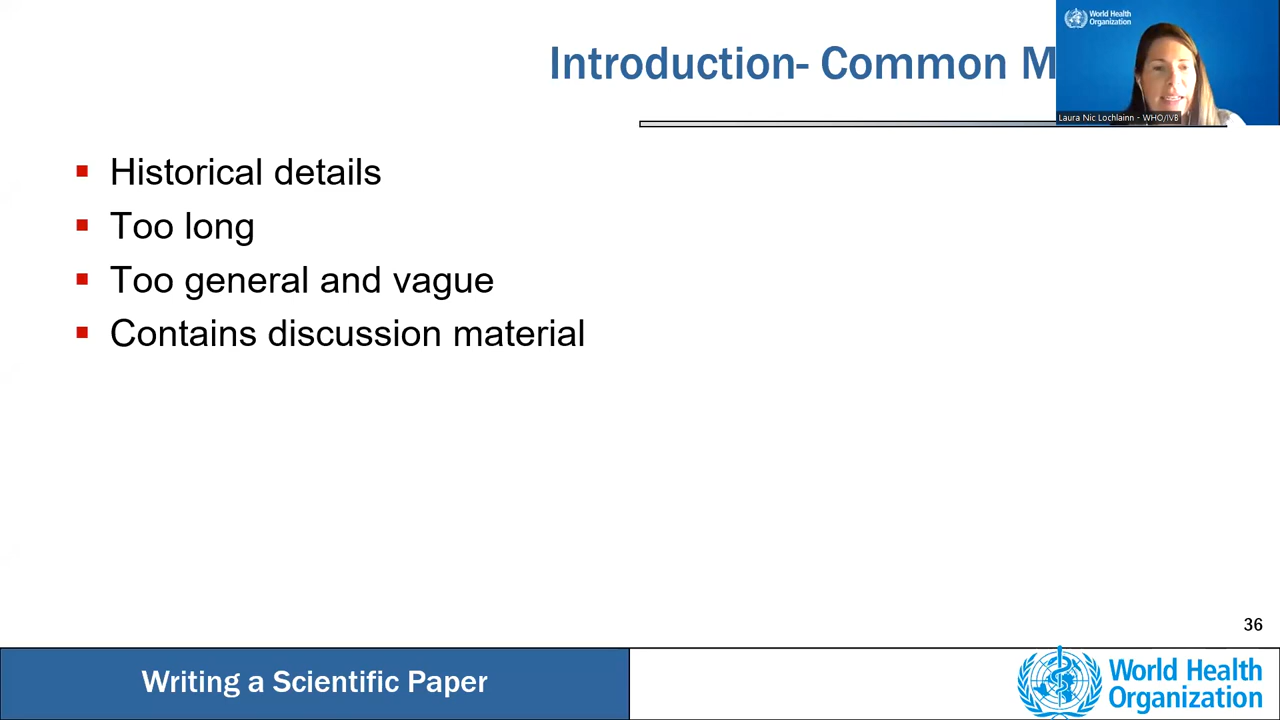 Introduction- Common M
World Health
Organization
Laura Nic Lochlainn - WHO/IVB
Historical details
Too long
Too general and vague
Contains discussion material
36
Writing a Scientific Paper
World Health
Organization